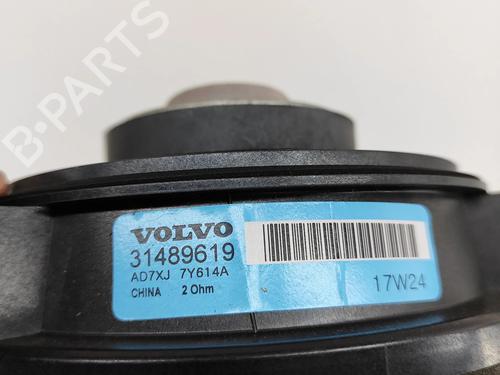 B-PARTS
VOLVO
31489619
AD7XJ 7Y614A
CHINA 2 Ohm
17W24